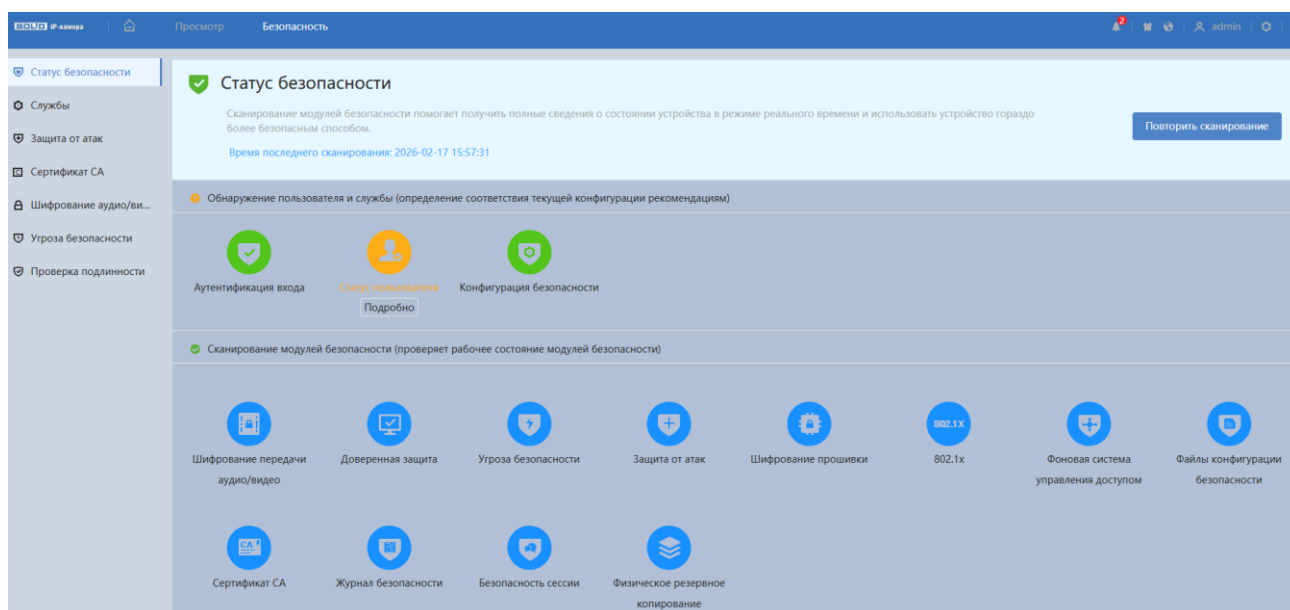 BOLID IP-камера
Просмотр
Безопасность
2
admin
Статус безопасности
Службы
Защита от атак
Сертификат CA
Шифрование аудио/ви...
Угроза безопасности
Проверка подлинности
Статус безопасности
Сканирование модулей безопасности помогает получить полные сведения о состоянии устройства в режиме реального времени и использовать устройство гораздо
более безопасным способом.
Время последнего сканирования: 2026-02-17 15:57:31
Повторить сканирование
Обнаружение пользователя и службы (определение соответствия текущей конфигурации рекомендациям)
Аутентификация входа
Статус пользователя
Конфигурация безопасности
Подробно
Сканирование модулей безопасности (проверяет рабочее состояние модулей безопасности)
802.1X
Шифрование передачи
аудио/видео
Доверенная защита
Угроза безопасности
Защита от атак
Шифрование прошивки
802.1x
Фоновая система
управления доступом
Файлы конфигурации
безопасности
CA
Сертификат CA
Журнал безопасности
Безопасность сессии
Физическое резервное
копирование